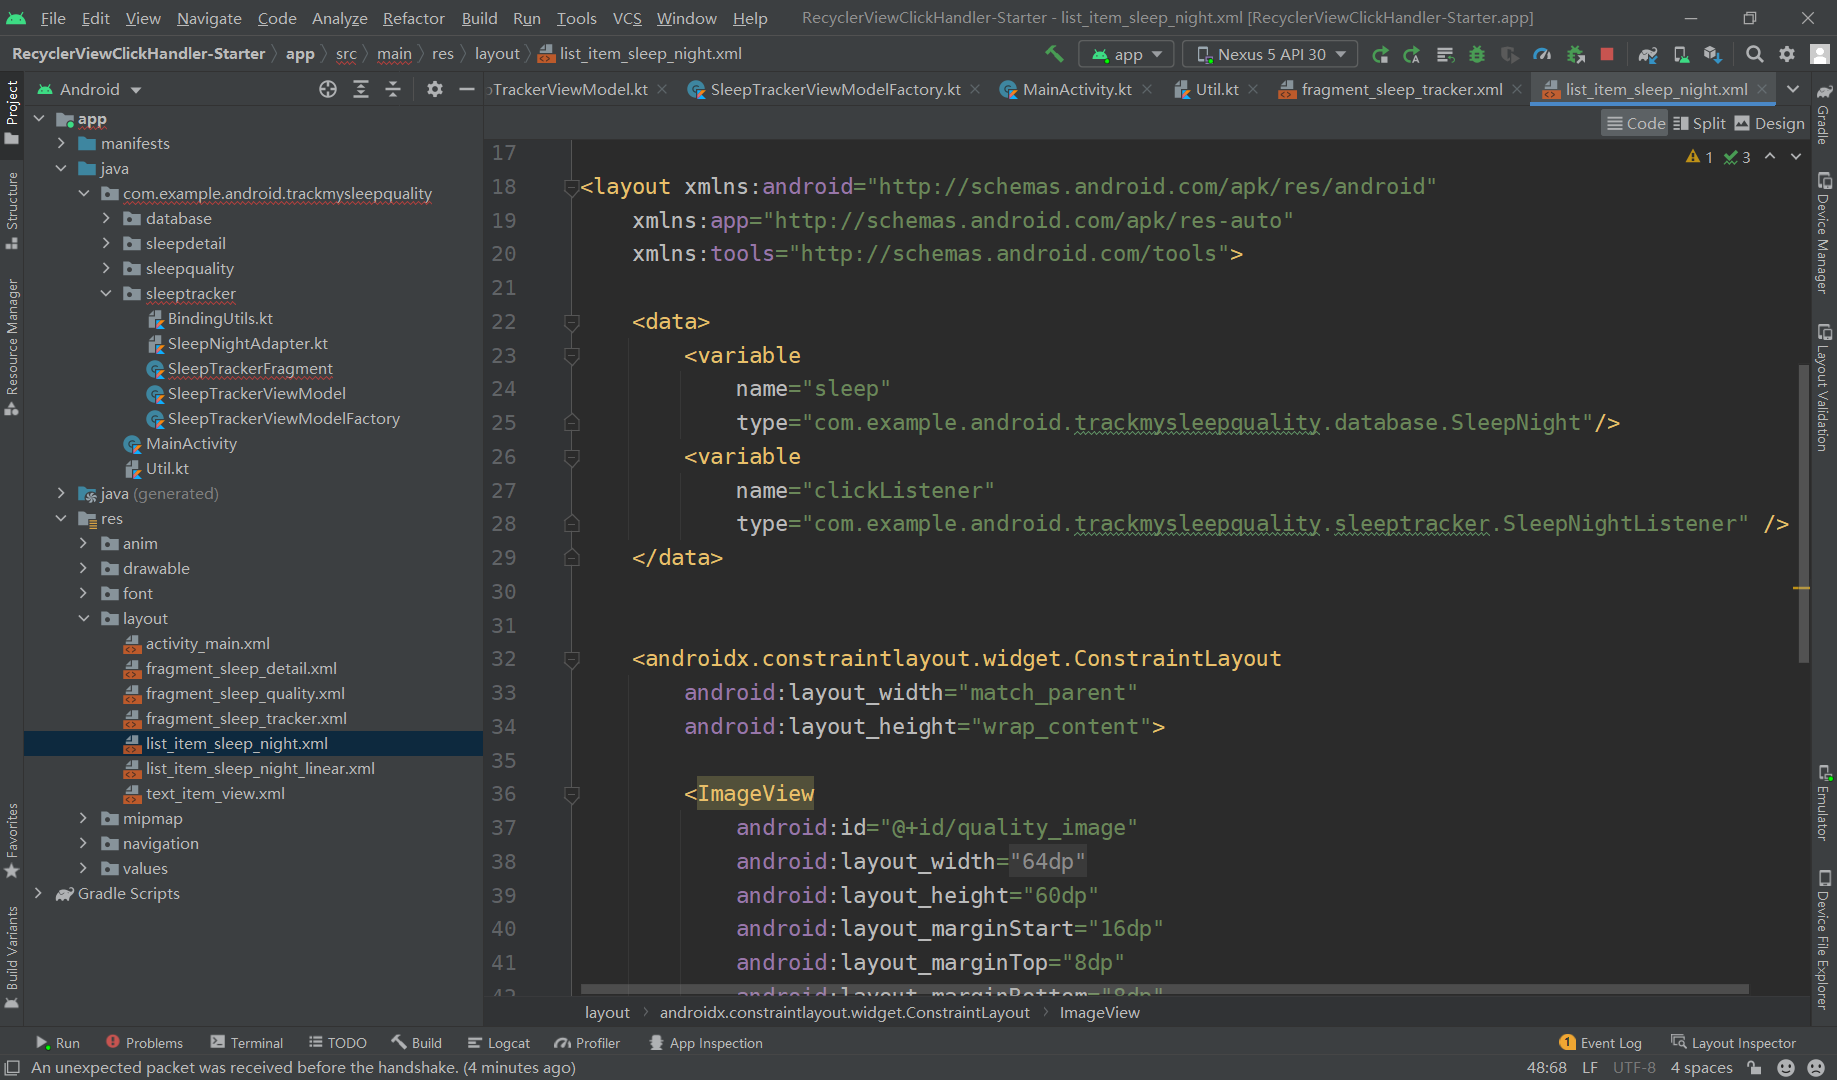 File Edit View Navigate Code Analyze Refactor Build Run Tools VCS Window Help RecyclerViewClickHandler-Starter - list_item_sleep_night.xml [RecyclerViewClickHandler-Starter.app]
RecyclerViewClickHandler-Starter app src main res layout list_item_sleep_night.xml app Nexus 5 API 30
Android
TrackerViewModel.kt SleepTrackerViewModelFactory.kt MainActivity.kt Util.kt fragment_sleep_tracker.xml list_item_sleep_night.xml
Code Split Design
1 3
Project
Structure
Resource Manager
Favorites
Build Variants
app
manifests
java
com.example.android.trackmysleepquality
database
sleepdetail
sleepquality
sleeptracker
BindingUtils.kt
SleepNightAdapter.kt
SleepTrackerFragment
SleepTrackerViewModel
SleepTrackerViewModelFactory
MainActivity
Util.kt
java (generated)
res
anim
drawable
font
layout
activity_main.xml
fragment_sleep_detail.xml
fragment_sleep_quality.xml
fragment_sleep_tracker.xml
list_item_sleep_night.xml
list_item_sleep_night_linear.xml
text_item_view.xml
mipmap
navigation
values
Gradle Scripts
17
18 <layout xmlns:android="http://schemas.android.com/apk/res/android"
19 xmlns:app="http://schemas.android.com/apk/res-auto"
20 xmlns:tools="http://schemas.android.com/tools">
21
22 <data>
23 <variable
24 name="sleep"
25 type="com.example.android.trackmysleepquality.database.SleepNight"/>
26 <variable
27 name="clickListener"
28 type="com.example.android.trackmysleepquality.sleeptracker.SleepNightListener" />
29 </data>
30
31
32 <androidx.constraintlayout.widget.ConstraintLayout
33 android:layout_width="match_parent"
34 android:layout_height="wrap_content">
35
36 <ImageView
37 android:id="@+id/quality_image"
38 android:layout_width="64dp"
39 android:layout_height="60dp"
40 android:layout_marginStart="16dp"
41 android:layout_marginTop="8dp"
42 android:layout_marginBottom="8dp"
layout androidx.constraintlayout.widget.ConstraintLayout ImageView
Gradle
Device Manager
Layout Validation
Emulator
Device File Explorer
Run Problems Terminal TODO Build Logcat Profiler App Inspection 1 Event Log Layout Inspector
An unexpected packet was received before the handshake. (4 minutes ago) 48:68 LF UTF-8 4 spaces